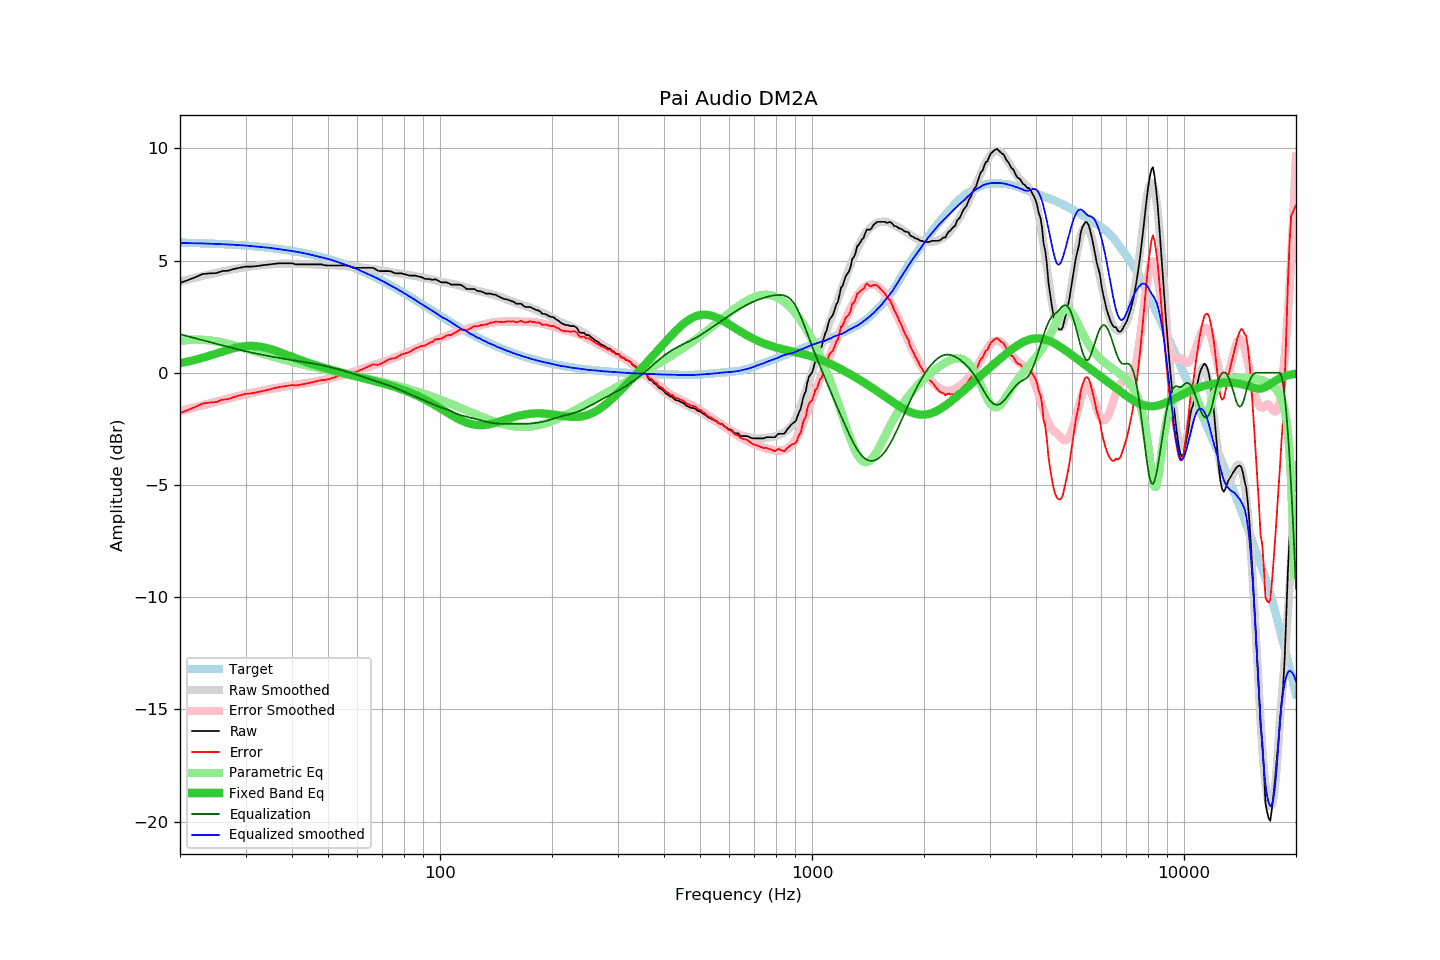 Pai Audio DM2A
10
5
0
−5
−10
−15
−20
Amplitude (dBr)
Target
Raw Smoothed
Error Smoothed
Raw
Error
Parametric Eq
Fixed Band Eq
Equalization
Equalized smoothed
100
1000
10000
Frequency (Hz)